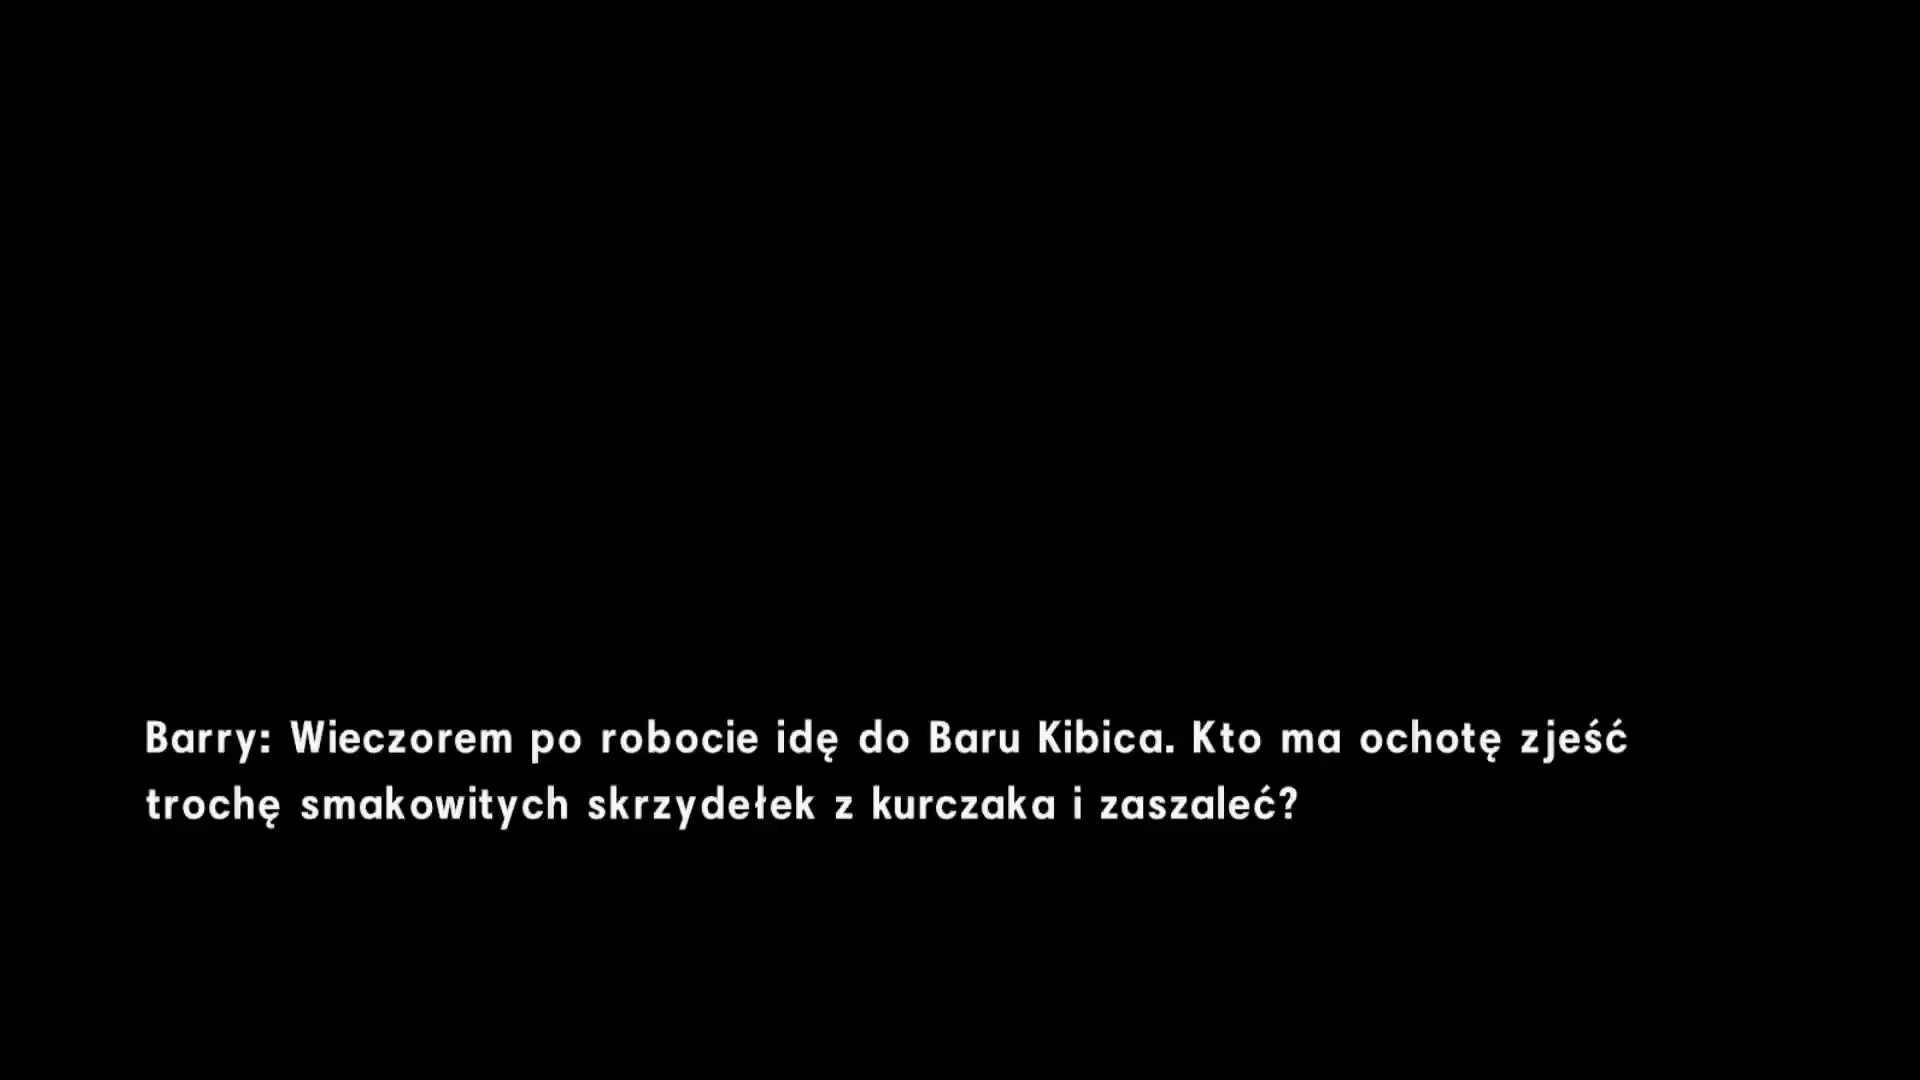 Barry: Wieczorem po robocie idę do Baru Kibica. Kto ma ochotę zjeść
trochę smakowitych skrzydełek z kurczaka i zaszaleć?